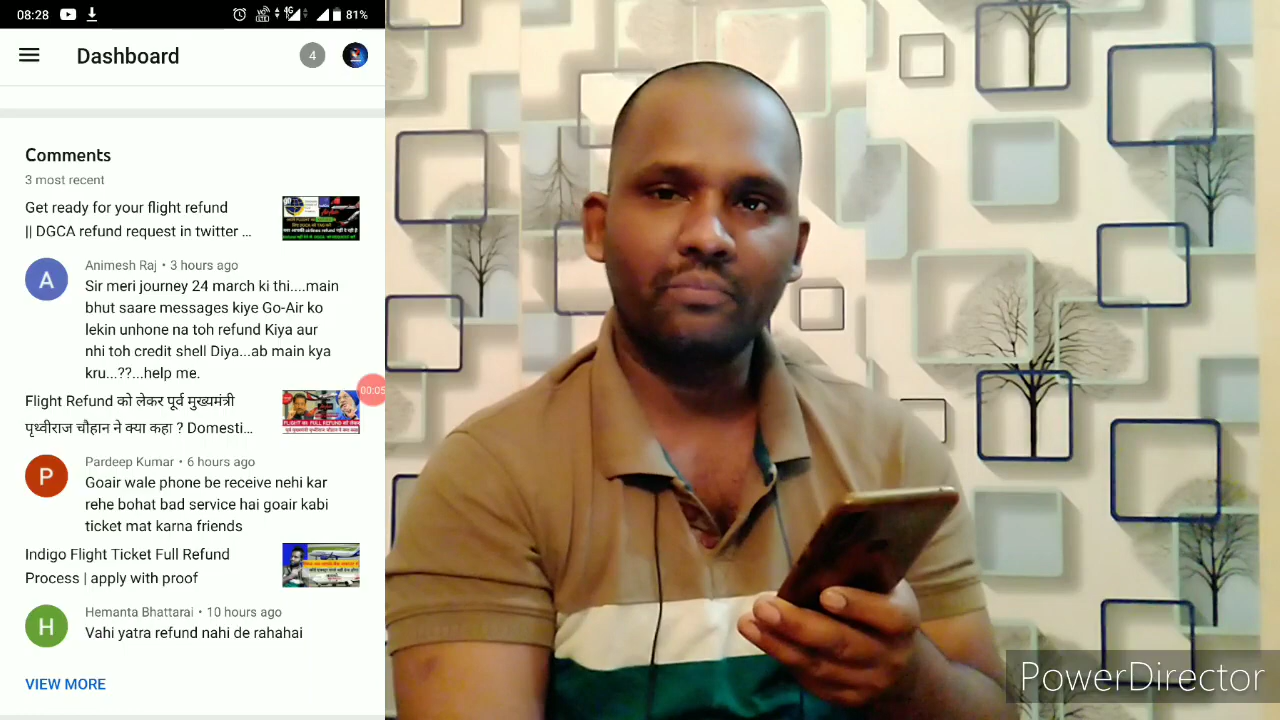 08:28
4G
81%
Dashboard
4
Comments
3 most recent
Get ready for your flight refund
|| DGCA refund request in twitter ...
A
Animesh Raj • 3 hours ago
Sir meri journey 24 march ki thi....main
bhut saare messages kiye Go-Air ko
lekin unhone na toh refund Kiya aur
nhi toh credit shell Diya...ab main kya
kru...??...help me.
00:05
Flight Refund को लेकर पूर्व मुख्यमंत्री
पृथ्वीराज चौहान ने क्या कहा ? Domesti...
P
Pardeep Kumar • 6 hours ago
Goair wale phone be receive nehi kar
rehe bohat bad service hai goair kabi
ticket mat karna friends
Indigo Flight Ticket Full Refund
Process | apply with proof
H
Hemanta Bhattarai • 10 hours ago
Vahi yatra refund nahi de rahahai
VIEW MORE
PowerDirector